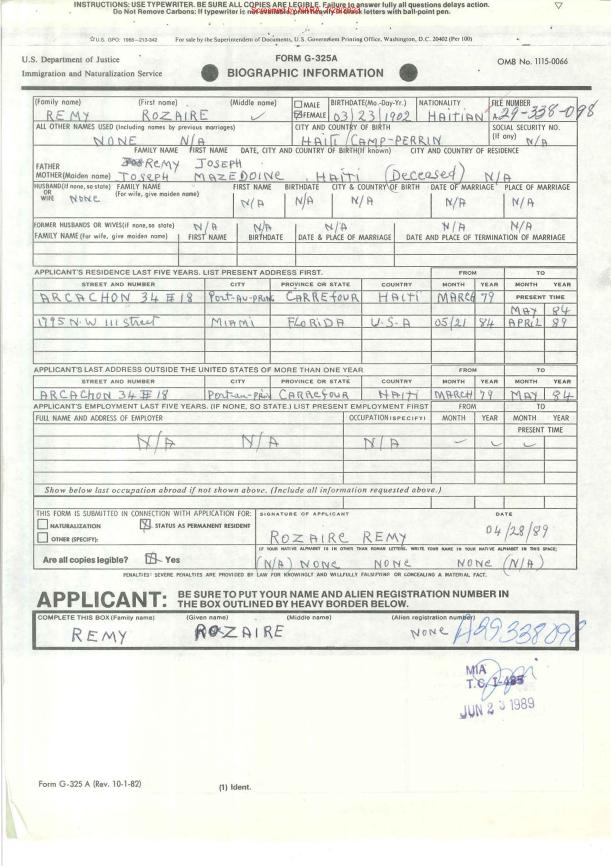 INSTRUCTIONS: USE TYPEWRITER. BE SURE ALL COPIES ARE LEGIBLE. Failure to answer fully all questions delays action.
Do Not Remove Carbons: If typewriter is not available, print heavily in block letters with ball-point pen.
☆U.S. GPO: 1985-213-042 For sale by the Superintendent of Documents, U.S. Government Printing Office, Washington, D.C. 20402 (Per 100)
U.S. Department of Justice
Immigration and Naturalization Service
FORM G-325A
BIOGRAPHIC INFORMATION
OMB No. 1115-0066
(Family name) (First name) (Middle name) MALE FEMALE BIRTHDATE(Mo.-Day-Yr.) NATIONALITY FILE NUMBER
REMY ROZAIRE 03/23/1902 HAITIAN A29-338-098
ALL OTHER NAMES USED (Including names by previous marriages) CITY AND COUNTRY OF BIRTH SOCIAL SECURITY NO. (If any)
NONE N/A HAITI/CAMP-PERRIN N/A
FAMILY NAME FIRST NAME DATE, CITY AND COUNTRY OF BIRTH(If known) CITY AND COUNTRY OF RESIDENCE
FATHER REMY JOSEPH
MOTHER(Maiden name) JOSEPH MAZEDOINE HAITI (Deceased) N/A
HUSBAND(If none, so state) OR WIFE FAMILY NAME (For wife, give maiden name) FIRST NAME BIRTHDATE CITY & COUNTRY OF BIRTH DATE OF MARRIAGE PLACE OF MARRIAGE
NONE N/A N/A N/A N/A N/A
FORMER HUSBANDS OR WIVES(if none, so state)
N/A N/A N/A N/A N/A
FAMILY NAME (For wife, give maiden name) FIRST NAME BIRTHDATE DATE & PLACE OF MARRIAGE DATE AND PLACE OF TERMINATION OF MARRIAGE
APPLICANT'S RESIDENCE LAST FIVE YEARS. LIST PRESENT ADDRESS FIRST. FROM TO
STREET AND NUMBER CITY PROVINCE OR STATE COUNTRY MONTH YEAR MONTH YEAR
ARCACHON 34 # 18 Port-Au-Prin CARREfour HAITI MARCH 79 PRESENT TIME
MAY 84
1795 N.W 111 Street MIAMI FLORIDA U.S.A 05/21 84 APRIL 89
APPLICANT'S LAST ADDRESS OUTSIDE THE UNITED STATES OF MORE THAN ONE YEAR FROM TO
STREET AND NUMBER CITY PROVINCE OR STATE COUNTRY MONTH YEAR MONTH YEAR
ARCACHON 34 # 18 Port-au-Prin CARREfour HAITI MARCH 79 MAY 84
APPLICANT'S EMPLOYMENT LAST FIVE YEARS. (IF NONE, SO STATE.) LIST PRESENT EMPLOYMENT FIRST FROM TO
FULL NAME AND ADDRESS OF EMPLOYER OCCUPATION(SPECIFY) MONTH YEAR MONTH YEAR
PRESENT TIME
N/A N/A N/A
Show below last occupation abroad if not shown above. (Include all information requested above.)
THIS FORM IS SUBMITTED IN CONNECTION WITH APPLICATION FOR: SIGNATURE OF APPLICANT DATE
NATURALIZATION STATUS AS PERMANENT RESIDENT
OTHER (SPECIFY): ROZAIRE REMY 04/28/89
IF YOUR NATIVE ALPHABET IS IN OTHER THAN ROMAN LETTERS, WRITE YOUR NAME IN YOUR NATIVE ALPHABET IN THIS SPACE:
Are all copies legible? Yes (N/A) NONE NONE NONE (N/A)
PENALTIES: SEVERE PENALTIES ARE PROVIDED BY LAW FOR KNOWINGLY AND WILLFULLY FALSIFYING OR CONCEALING A MATERIAL FACT.
APPLICANT: BE SURE TO PUT YOUR NAME AND ALIEN REGISTRATION NUMBER IN
THE BOX OUTLINED BY HEAVY BORDER BELOW.
COMPLETE THIS BOX (Family name) (Given name) (Middle name) (Alien registration number)
REMY ROZAIRE NONE A29338098
MIA
T.C. I-485
JUN 23 1989
Form G-325 A (Rev. 10-1-82)
(1) Ident.